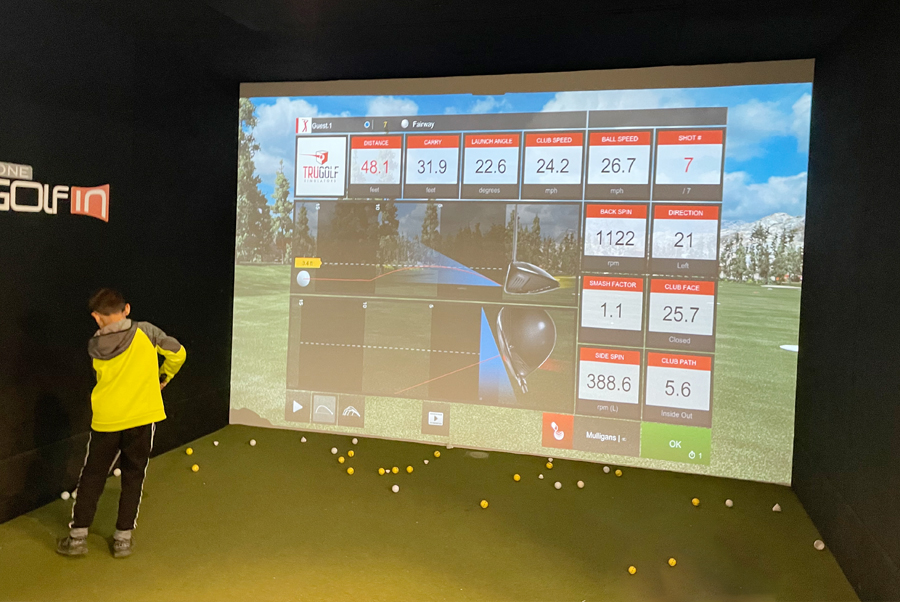 ONE
GOLF IN
Guest 1
7
Fairway
TRUGOLF
DISTANCE
48.1
feet
CARRY
31.9
feet
LAUNCH ANGLE
22.6
degrees
CLUB SPEED
24.2
mph
BALL SPEED
26.7
mph
SHOT #
7
/ 7
BACK SPIN
1122
rpm
DIRECTION
21
Left
SMASH FACTOR
1.1
CLUB FACE
25.7
Closed
SIDE SPIN
388.6
rpm (L)
CLUB PATH
5.6
Inside Out
Mulligans | «
OK
1